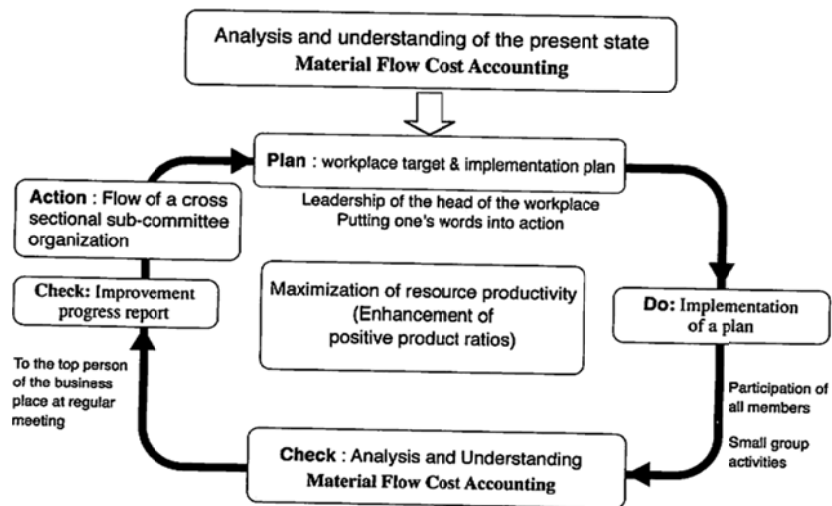 Analysis and understanding of the present state
Material Flow Cost Accounting
Plan : workplace target & implementation plan
Leadership of the head of the workplace
Putting one's words into action
Action : Flow of a cross
sectional sub-committee
organization
Check: Improvement
progress report
Maximization of resource productivity
(Enhancement of
positive product ratios)
Do: Implementation
of a plan
To the top person
of the business
place at regular
meeting
Participation of
all members
Small group
activities
Check : Analysis and Understanding
Material Flow Cost Accounting